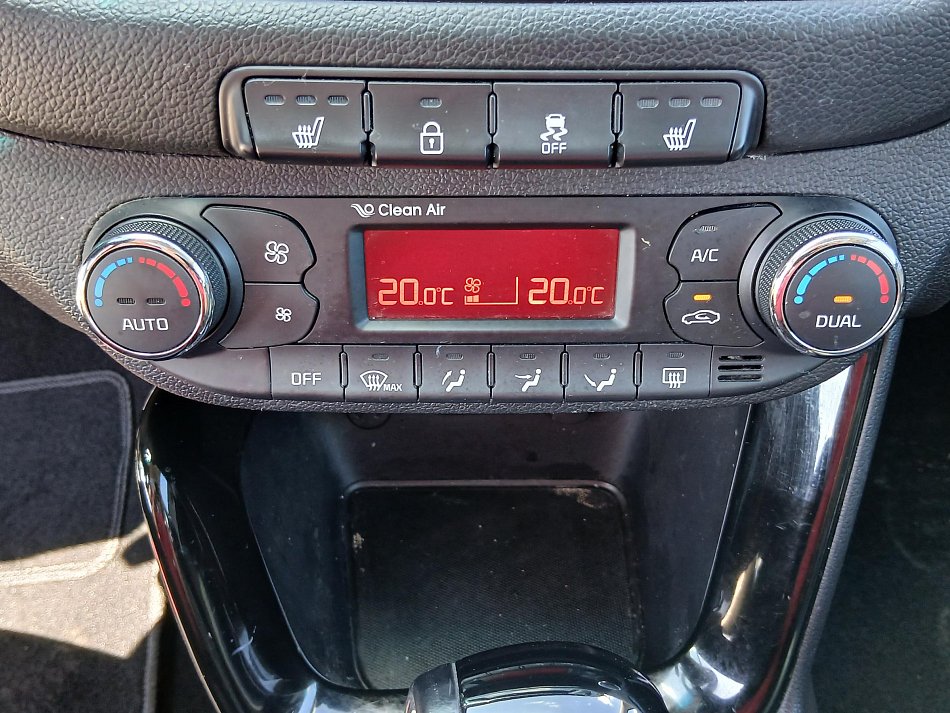 OFF
Clean Air
A/C
20.0°C 20.0°C
AUTO
DUAL
OFF
MAX